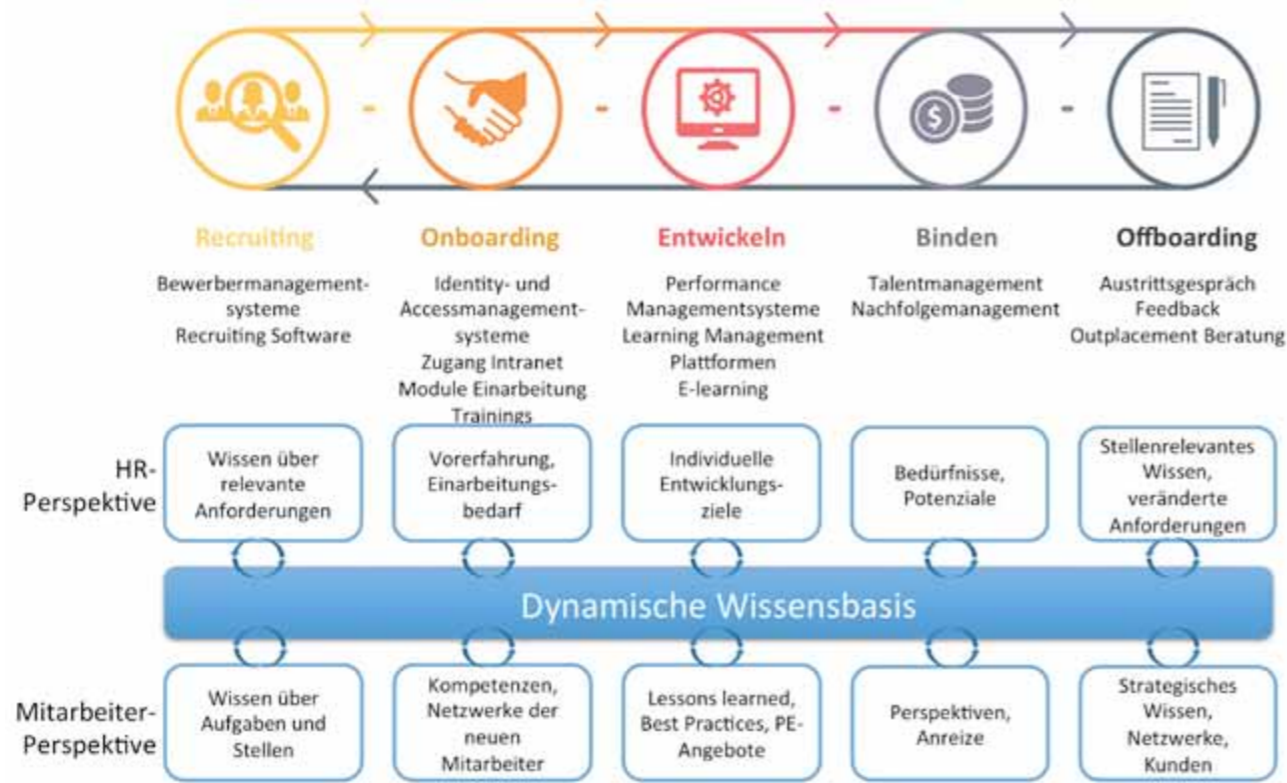 Recruiting
Bewerbermanagement-
systeme
Recruiting Software
Onboarding
Identity- und
Accessmanagement-
systeme
Zugang Intranet
Module Einarbeitung
Trainings
Entwickeln
Performance
Managementsysteme
Learning Management
Plattformen
E-learning
Binden
Talentmanagement
Nachfolgemanagement
Offboarding
Austrittsgespräch
Feedback
Outplacement Beratung
HR-
Perspektive
Wissen über
relevante
Anforderungen
Vorerfahrung,
Einarbeitungs-
bedarf
Individuelle
Entwicklungs-
ziele
Bedürfnisse,
Potenziale
Stellenrelevantes
Wissen,
veränderte
Anforderungen
Dynamische Wissensbasis
Mitarbeiter-
Perspektive
Wissen über
Aufgaben und
Stellen
Kompetenzen,
Netzwerke der
neuen
Mitarbeiter
Lessons learned,
Best Practices, PE-
Angebote
Perspektiven,
Anreize
Strategisches
Wissen,
Netzwerke,
Kunden